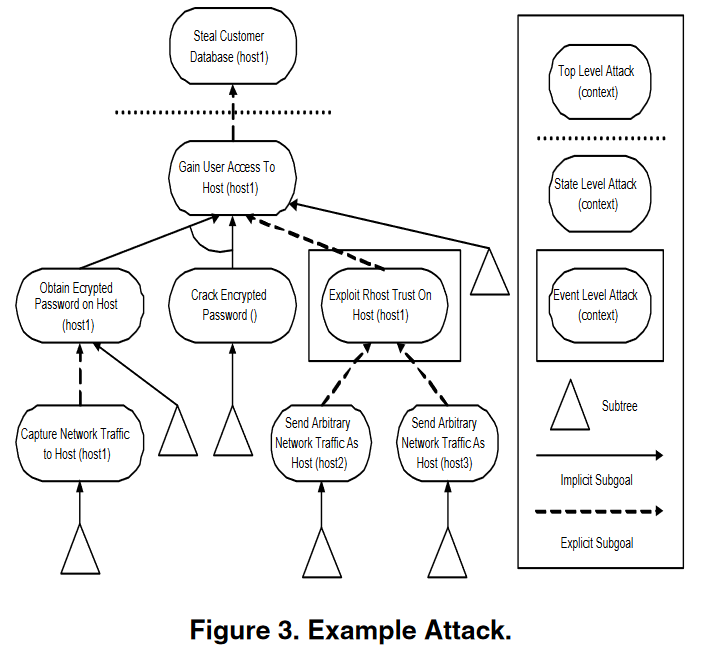 Steal Customer
Database (host1)
Gain User Access To
Host (host1)
Obtain Ecrypted
Password on Host
(host1)
Crack Encrypted
Password ()
Exploit Rhost Trust On
Host (host1)
Capture Network Traffic
to Host (host1)
Send Arbitrary
Network Traffic As
Host (host2)
Send Arbitrary
Network Traffic As
Host (host3)
Top Level Attack
(context)
State Level Attack
(context)
Event Level Attack
(context)
Subtree
Implicit Subgoal
Explicit Subgoal
Figure 3. Example Attack.